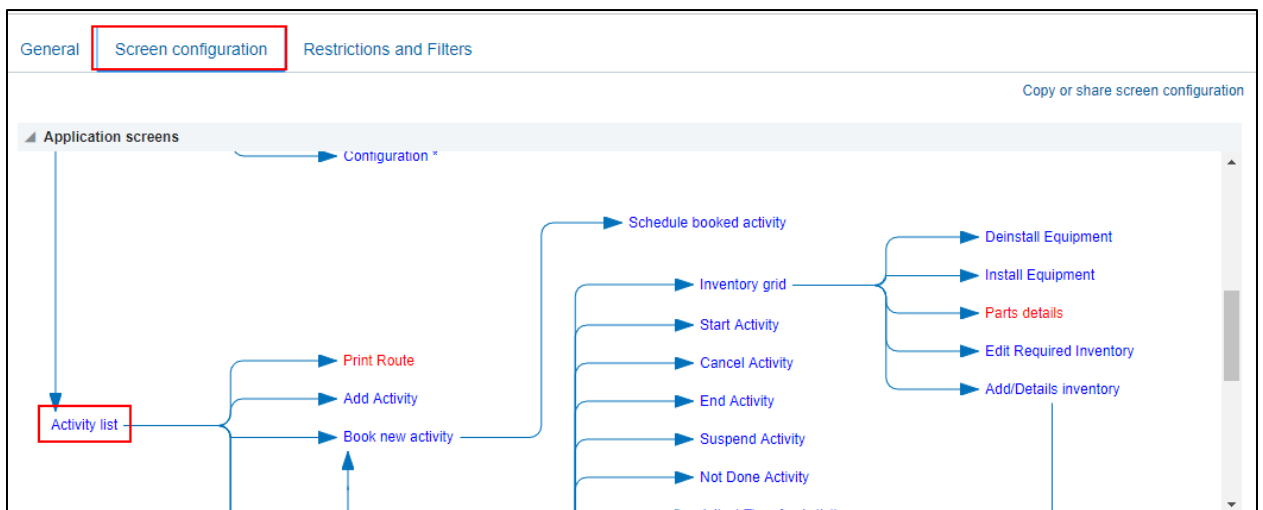 General Screen configuration Restrictions and Filters
Copy or share screen configuration
Application screens
Configuration *
Schedule booked activity
Deinstall Equipment
Inventory grid
Install Equipment
Parts details
Start Activity
Edit Required Inventory
Print Route
Cancel Activity
Add/Details inventory
Add Activity
End Activity
Activity list
Book new activity
Suspend Activity
Not Done Activity